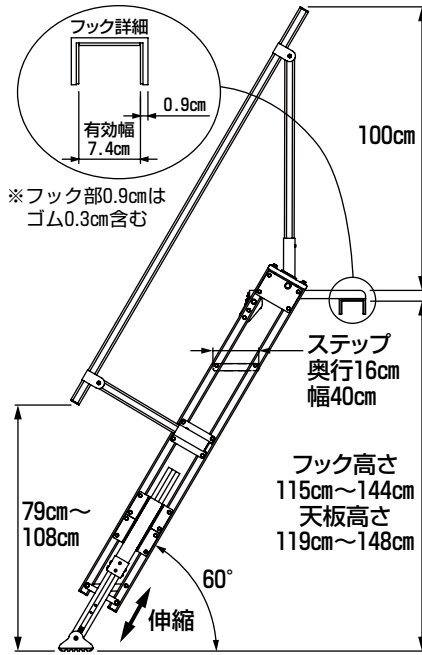 フック詳細
0.9cm
有効幅
7.4cm
※フック部0.9cmは
ゴム0.3cm含む
100cm
ステップ
奥行16cm
幅40cm
フック高さ
115cm～144cm
天板高さ
119cm～148cm
79cm～
108cm
60°
伸縮